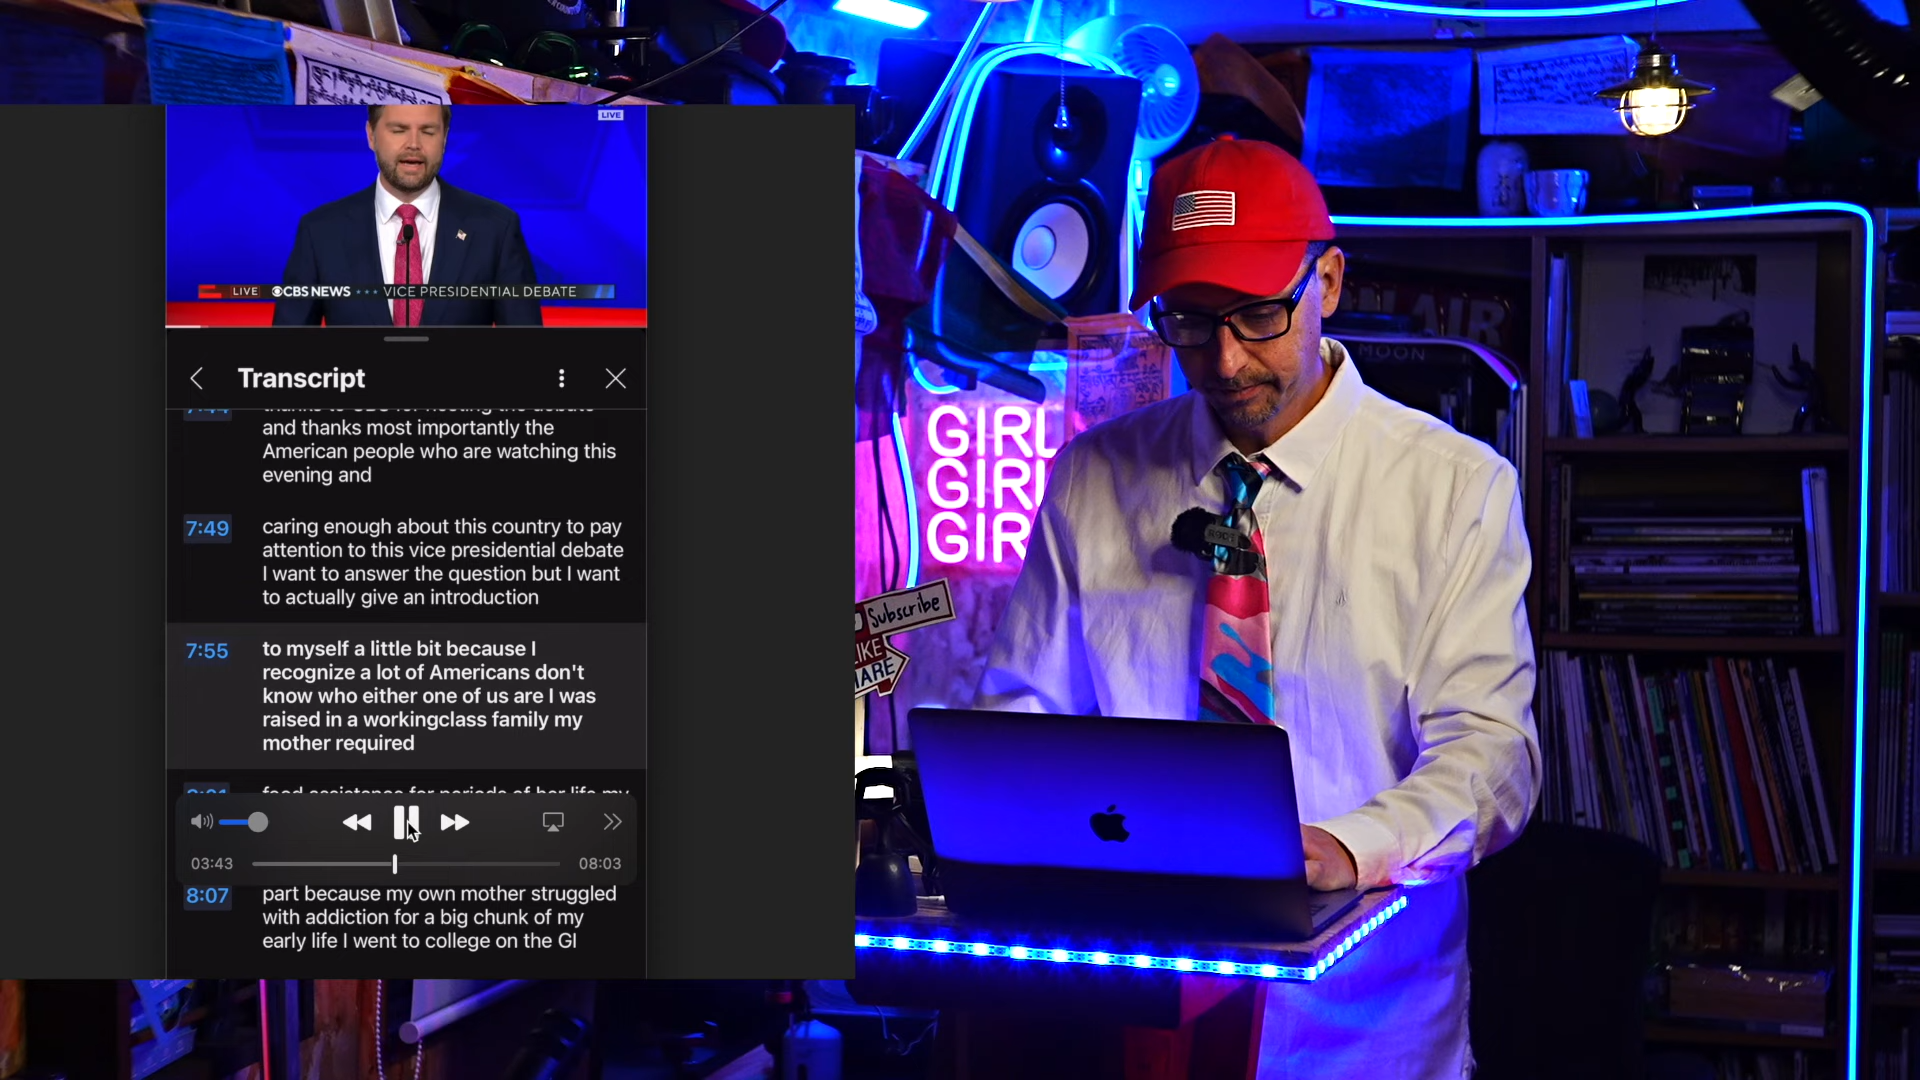 LIVE
LIVE CBS NEWS VICE PRESIDENTIAL DEBATE
Transcript
and thanks most importantly the
American people who are watching this
evening and
7:49
caring enough about this country to pay
attention to this vice presidential debate
I want to answer the question but I want
to actually give an introduction
7:55
to myself a little bit because I
recognize a lot of Americans don't
know who either one of us are I was
raised in a workingclass family my
mother required
03:43
08:03
8:07
part because my own mother struggled
with addiction for a big chunk of my
early life I went to college on the GI
GIRL
GIRL
GIR
Subscribe
LIKE
SHARE
MOON